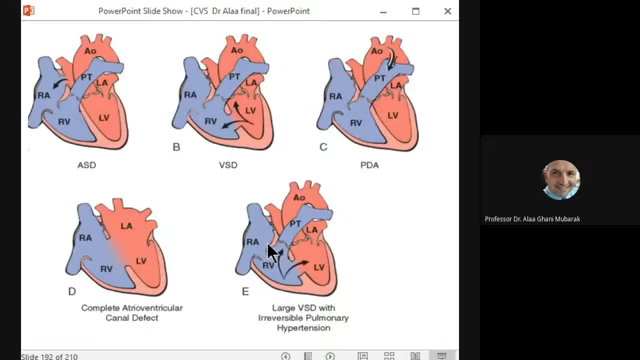 PowerPoint Slide Show - [CVS Dr Alaa final] - PowerPoint
Ao
PT
LA
RA
RV
LV
ASD
B
Ao
PT
LA
LV
RV
VSD
C
Ao
PT
LA
RA
RV
LV
PDA
D
LA
RA
LV
RV
Complete Atrioventricular
Canal Defect
E
Ao
PT
RA
LA
RV
LV
Large VSD with
Irreversible Pulmonary
Hypertension
Professor Dr. Alaa Ghani Mubarak
Slide 192 of 210